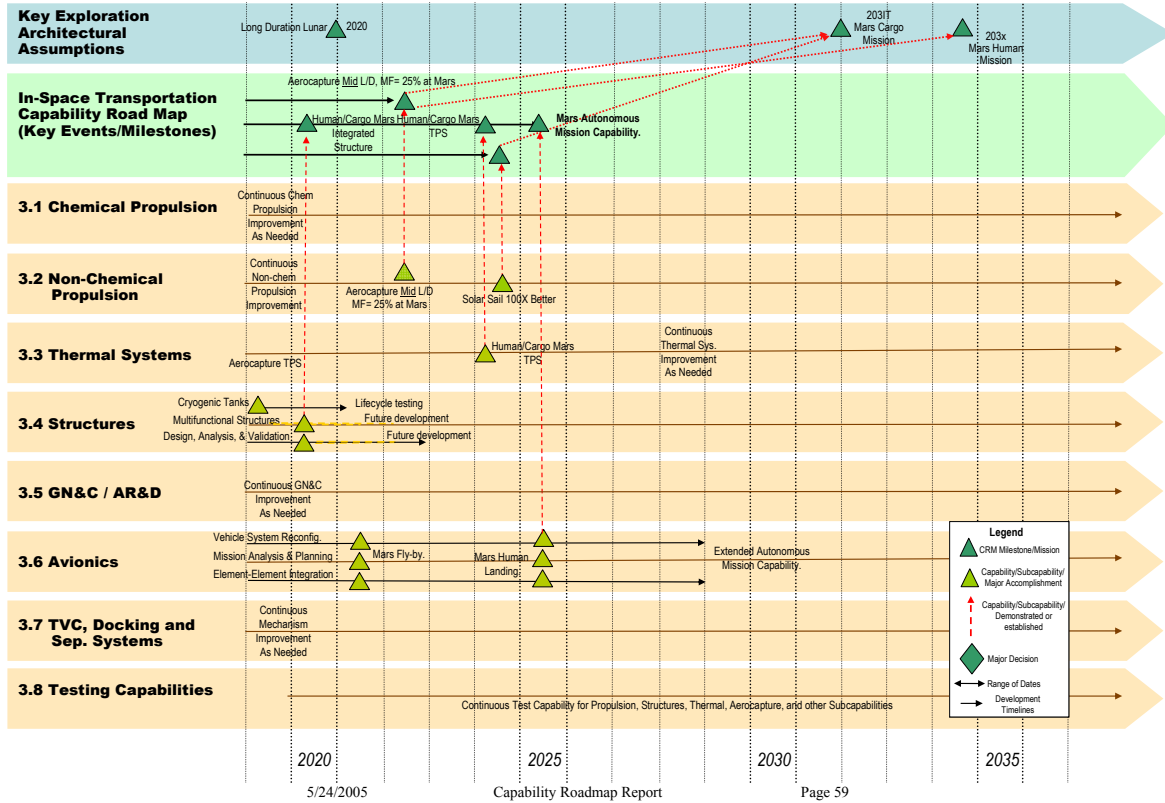 Key Exploration
Architectural
Assumptions
Long Duration Lunar
2020
203IT
Mars Cargo
Mission
203x
Mars Human
Mission
In-Space Transportation
Capability Road Map
(Key Events/Milestones)
Aerocapture Mid L/D, MF= 25% at Mars
Human/Cargo Mars
Integrated
Structure
Human/Cargo Mars
TPS
Mars Autonomous
Mission Capability.
3.1 Chemical Propulsion
Continuous Chem
Propulsion
Improvement
As Needed
3.2 Non-Chemical
Propulsion
Continuous
Non-chem
Propulsion
Improvement
Aerocapture Mid L/D
MF= 25% at Mars
Solar Sail 100X Better
3.3 Thermal Systems
Aerocapture TPS
Human/Cargo Mars
TPS
Continuous
Thermal Sys.
Improvement
As Needed
3.4 Structures
Cryogenic Tanks
Lifecycle testing
Multifunctional Structures
Future development
Design, Analysis, & Validation
Future development
3.5 GN&C / AR&D
Continuous GN&C
Improvement
As Needed
3.6 Avionics
Vehicle System Reconfig.
Mission Analysis & Planning
Element-Element Integration
Mars Fly-by.
Mars Human
Landing.
Extended Autonomous
Mission Capability.
3.7 TVC, Docking and
Sep. Systems
Continuous
Mechanism
Improvement
As Needed
3.8 Testing Capabilities
Continuous Test Capability for Propulsion, Structures, Thermal, Aerocapture, and other Subcapabilities
Legend
CRM Milestone/Mission
Capability/Subcapability/
Major Accomplishment
Capability/Subcapability/
Demonstrated or
established
Major Decision
Range of Dates
Development
Timelines
2020
2025
2030
2035
5/24/2005
Capability Roadmap Report
Page 59